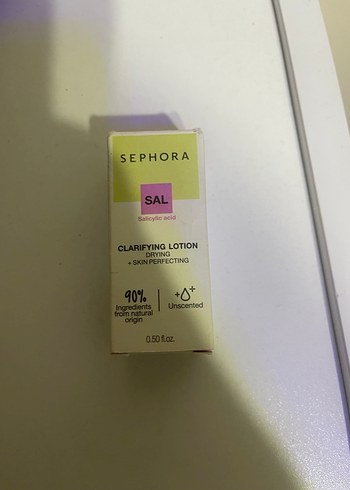 SEPHORA
SAL
Salicylic acid
CLARIFYING LOTION
DRYING
+ SKIN PERFECTING
90%
Ingredients
from natural
origin
Unscented
0.50 fl.oz.